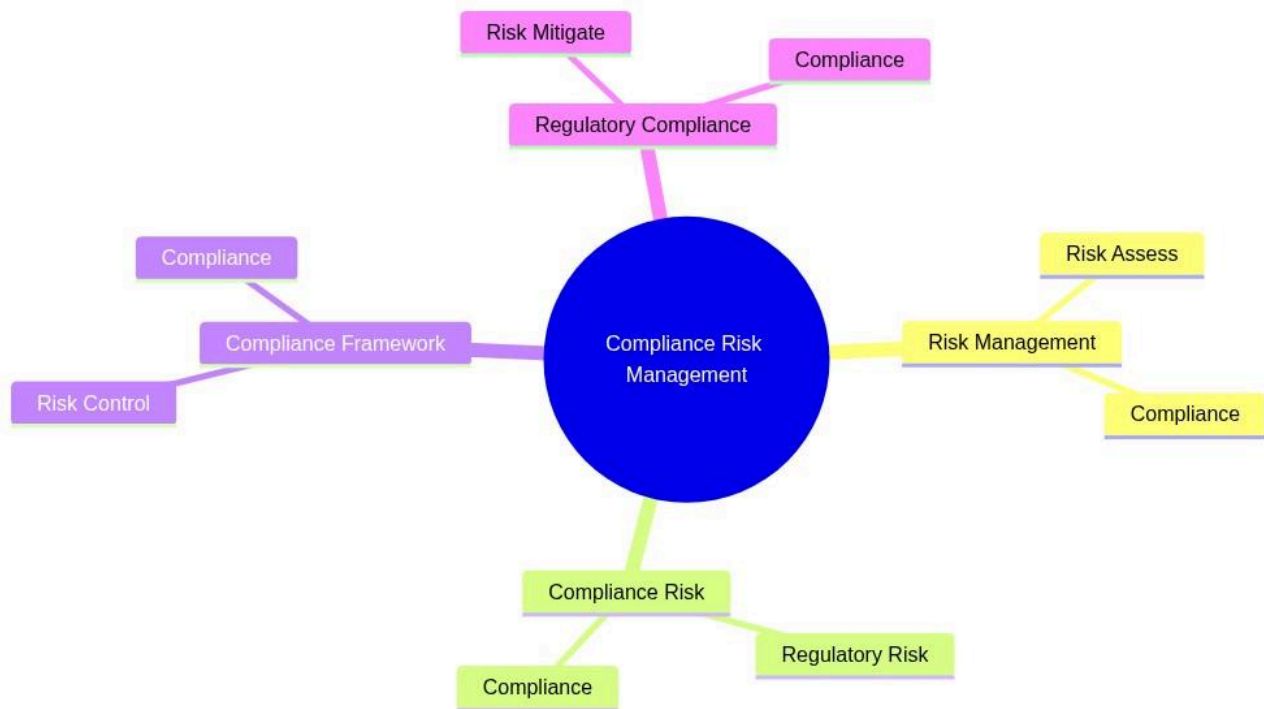 Risk Mitigate
Compliance
Regulatory Compliance
Compliance
Risk Assess
Compliance Framework
Compliance Risk
Management
Risk Management
Risk Control
Compliance
Compliance Risk
Regulatory Risk
Compliance